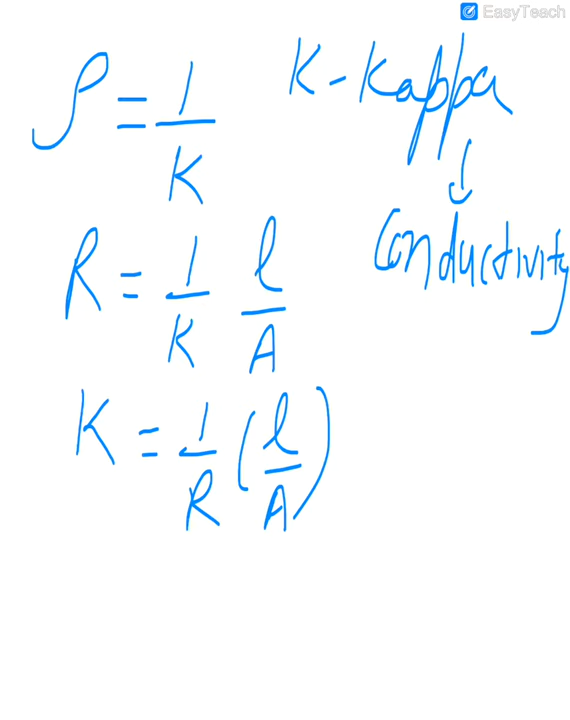 EasyTeach
ρ = 1/K
K - Kappa
↓
Conductivity
R = 1/K l/A
K = 1/R (l/A)